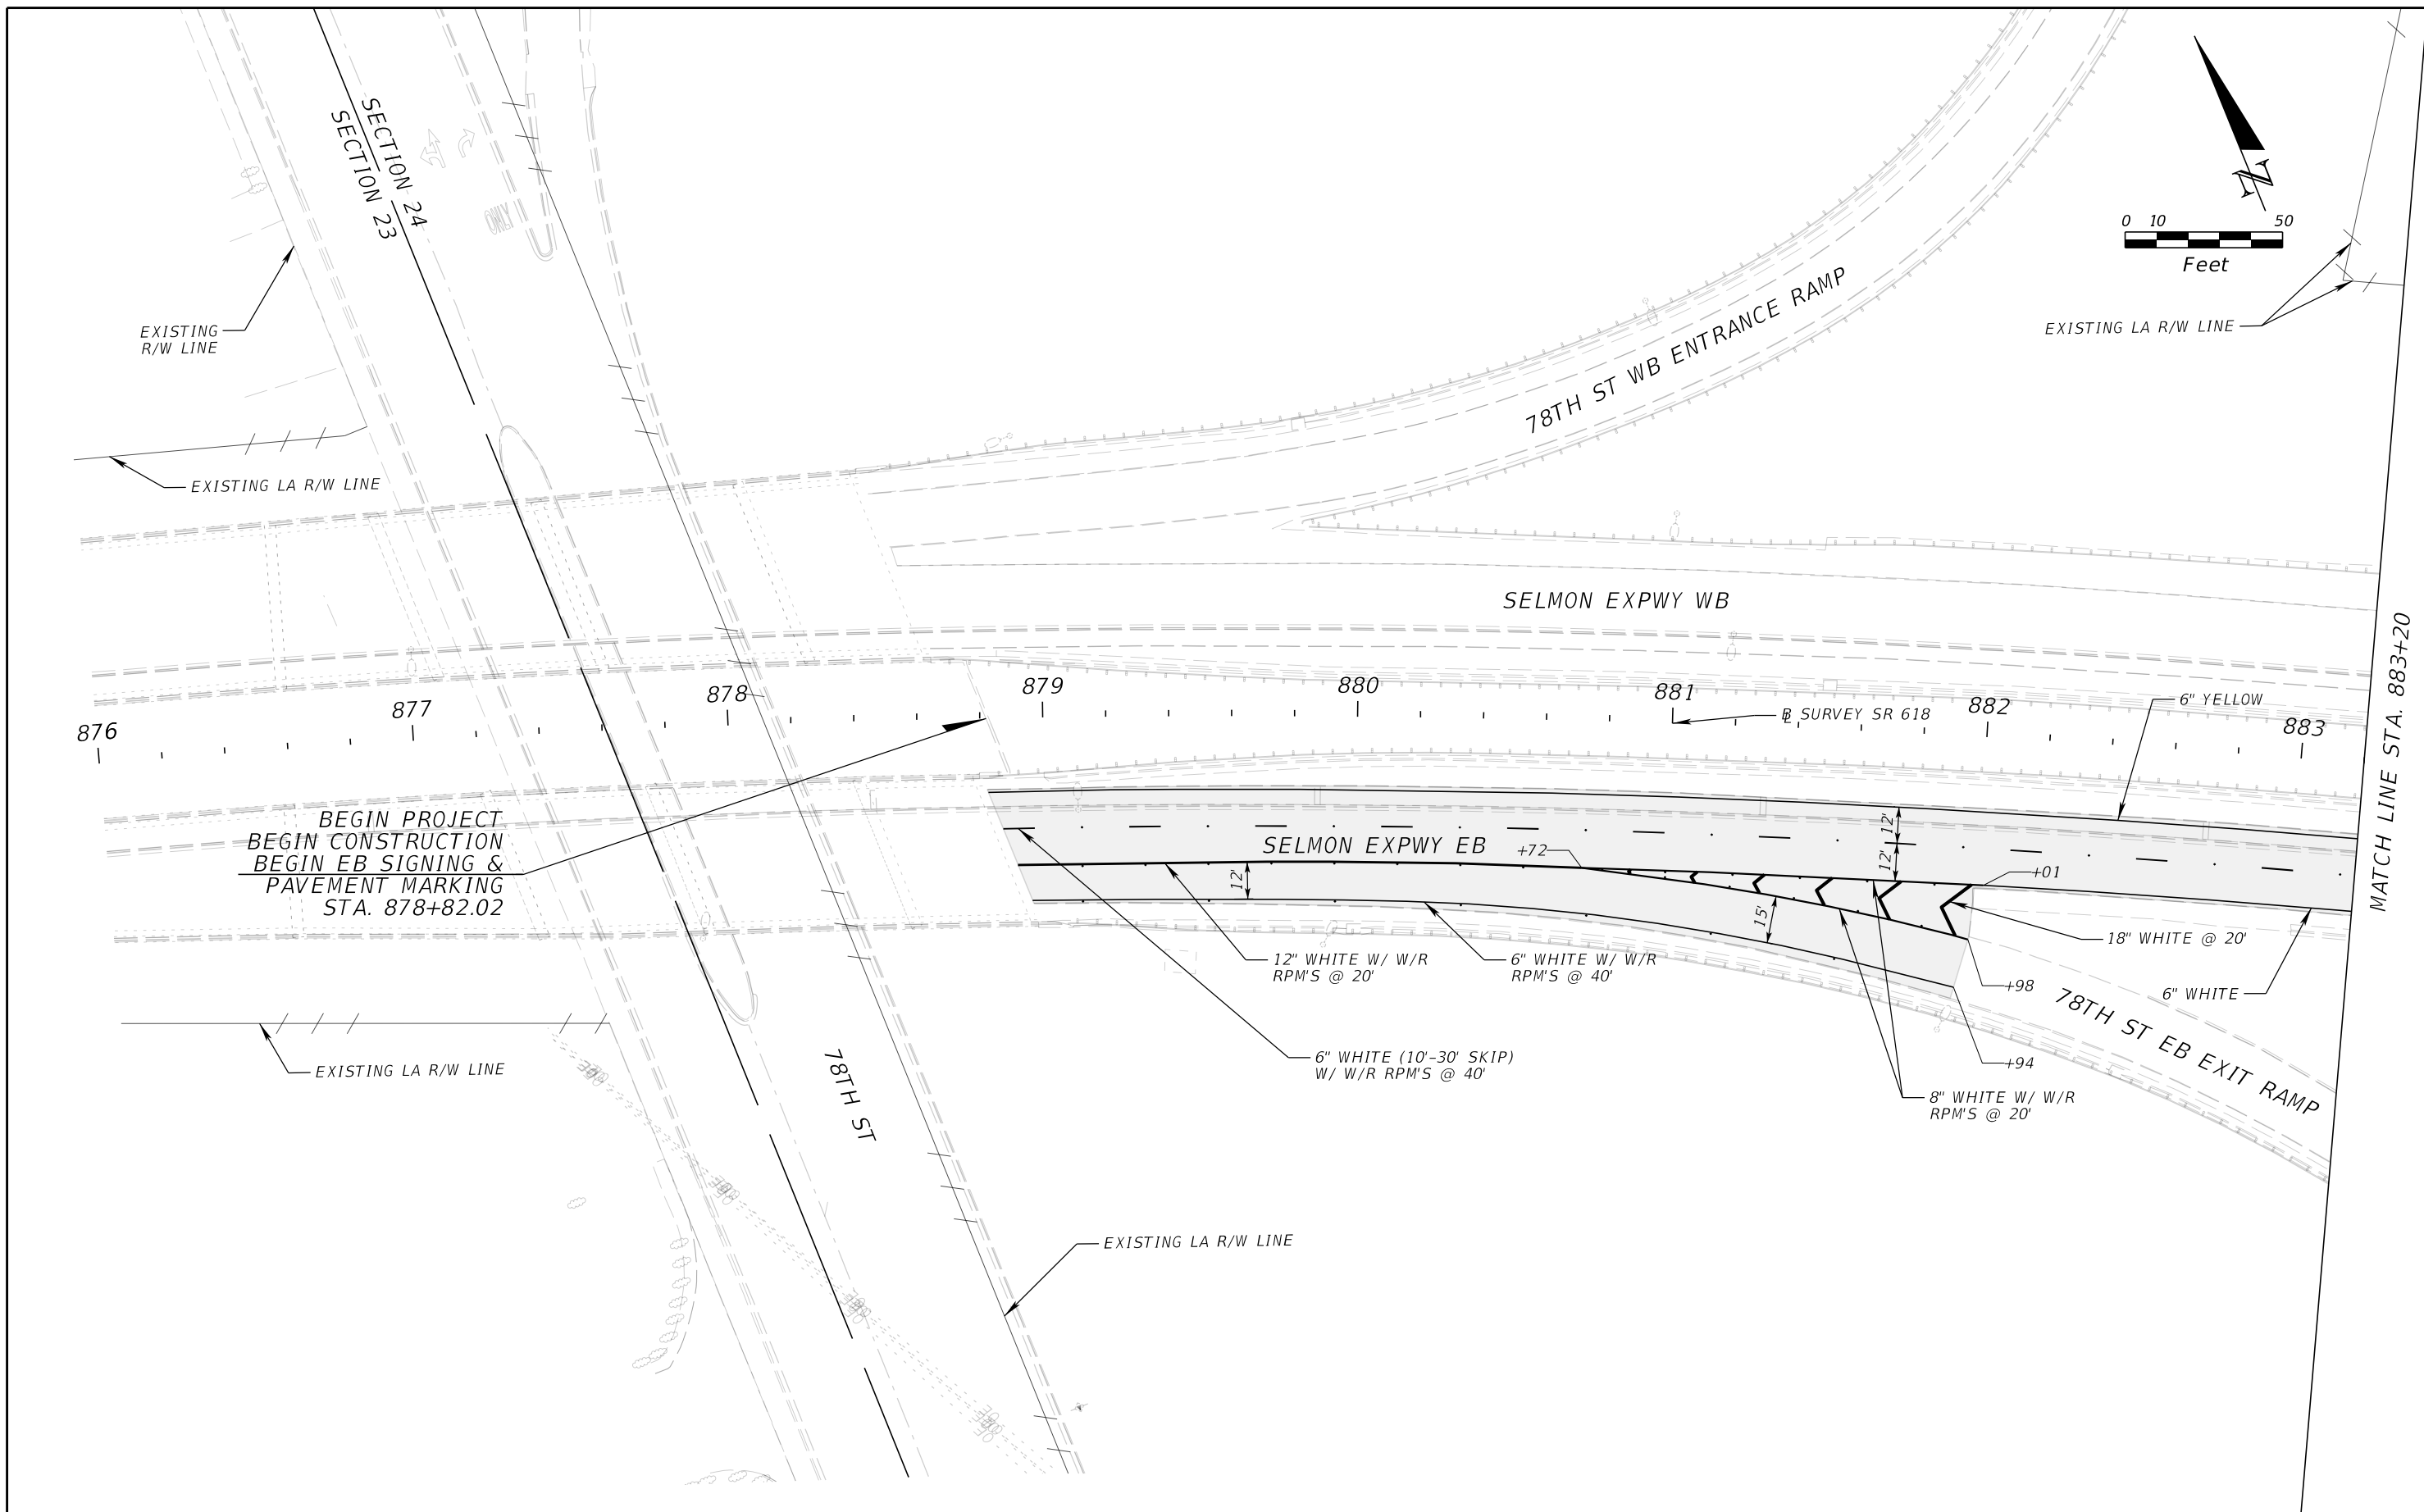 SECTION 24
SECTION 23
N
0 10 50
Feet
EXISTING
R/W LINE
EXISTING LA R/W LINE
78TH ST WB ENTRANCE RAMP
EXISTING LA R/W LINE
SELMON EXPWY WB
MATCH LINE STA. 883+20
876
877
878
879
880
881
882
883
6" YELLOW
℄ SURVEY SR 618
BEGIN PROJECT
BEGIN CONSTRUCTION
BEGIN EB SIGNING &
PAVEMENT MARKING
STA. 878+82.02
SELMON EXPWY EB
+72
12'
12'
12'
15'
+01
12" WHITE W/ W/R
RPM'S @ 20'
6" WHITE W/ W/R
RPM'S @ 40'
18" WHITE @ 20'
+98
6" WHITE
78TH ST EB EXIT RAMP
+94
6" WHITE (10'-30' SKIP)
W/ W/R RPM'S @ 40'
8" WHITE W/ W/R
RPM'S @ 20'
EXISTING LA R/W LINE
78TH ST
EXISTING LA R/W LINE